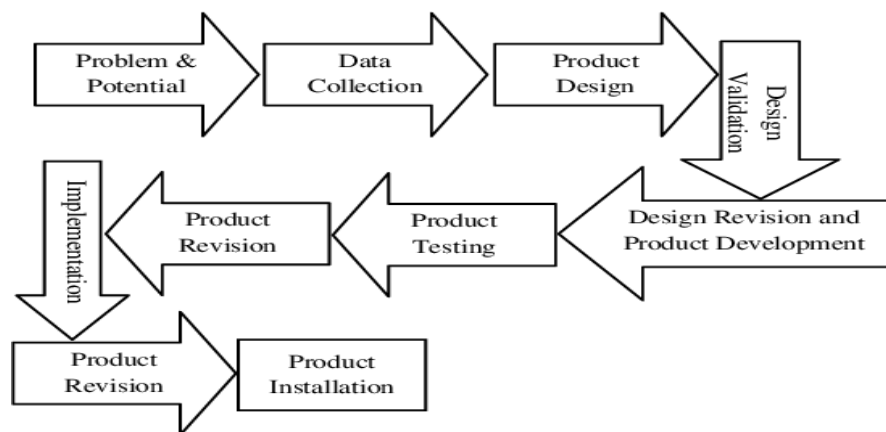 Problem &
Potential
Data
Collection
Product
Design
Design
Validation
Design Revision and
Product Development
Product
Testing
Product
Revision
Implementation
Product
Revision
Product
Installation